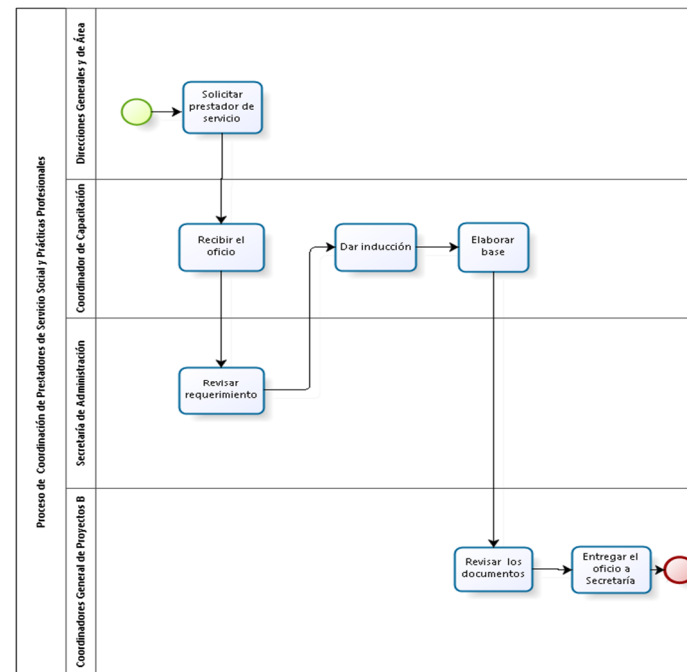 Proceso de Coordinación de Prestadores de Servicio Social y Prácticas Profesionales
Direcciones Generales y de Área
Solicitar
prestador de
servicio
Coordinador de Capacitación
Recibir el
oficio
Dar inducción
Elaborar
base
Secretaría de Administración
Revisar
requerimiento
Coordinadores General de Proyectos B
Revisar los
documentos
Entregar el
oficio a
Secretaría